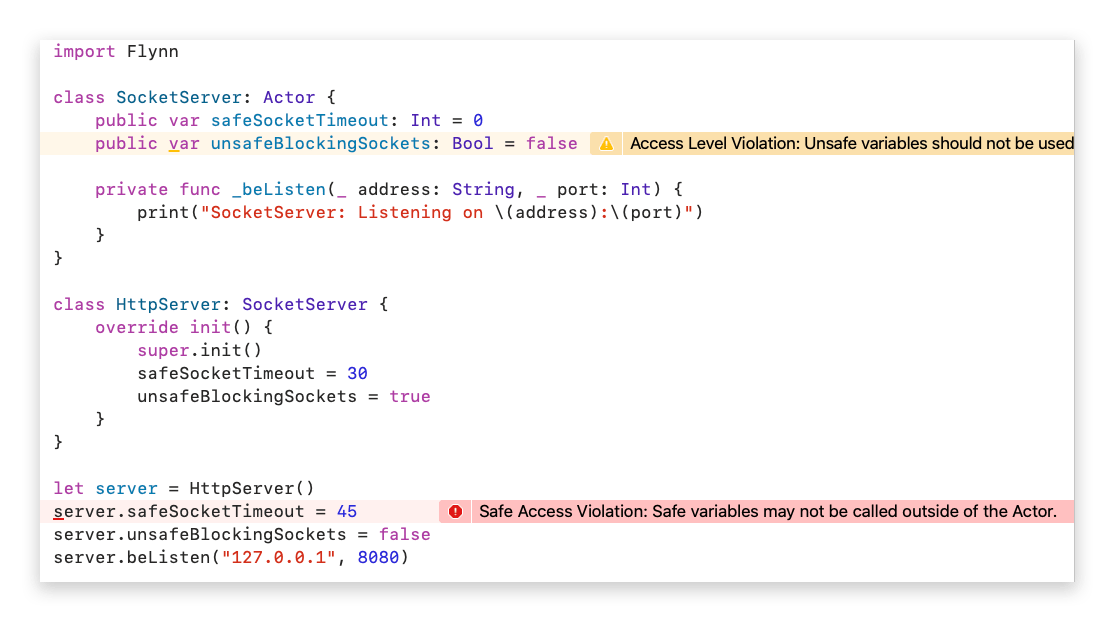 import Flynn
class SocketServer: Actor {
    public var safeSocketTimeout: Int = 0
    public var unsafeBlockingSockets: Bool = false Access Level Violation: Unsafe variables should not be used
    private func _beListen(_ address: String, _ port: Int) {
        print("SocketServer: Listening on \(address):\(port)")
    }
}
class HttpServer: SocketServer {
    override init() {
        super.init()
        safeSocketTimeout = 30
        unsafeBlockingSockets = true
    }
}
let server = HttpServer()
server.safeSocketTimeout = 45 Safe Access Violation: Safe variables may not be called outside of the Actor.
server.unsafeBlockingSockets = false
server.beListen("127.0.0.1", 8080)